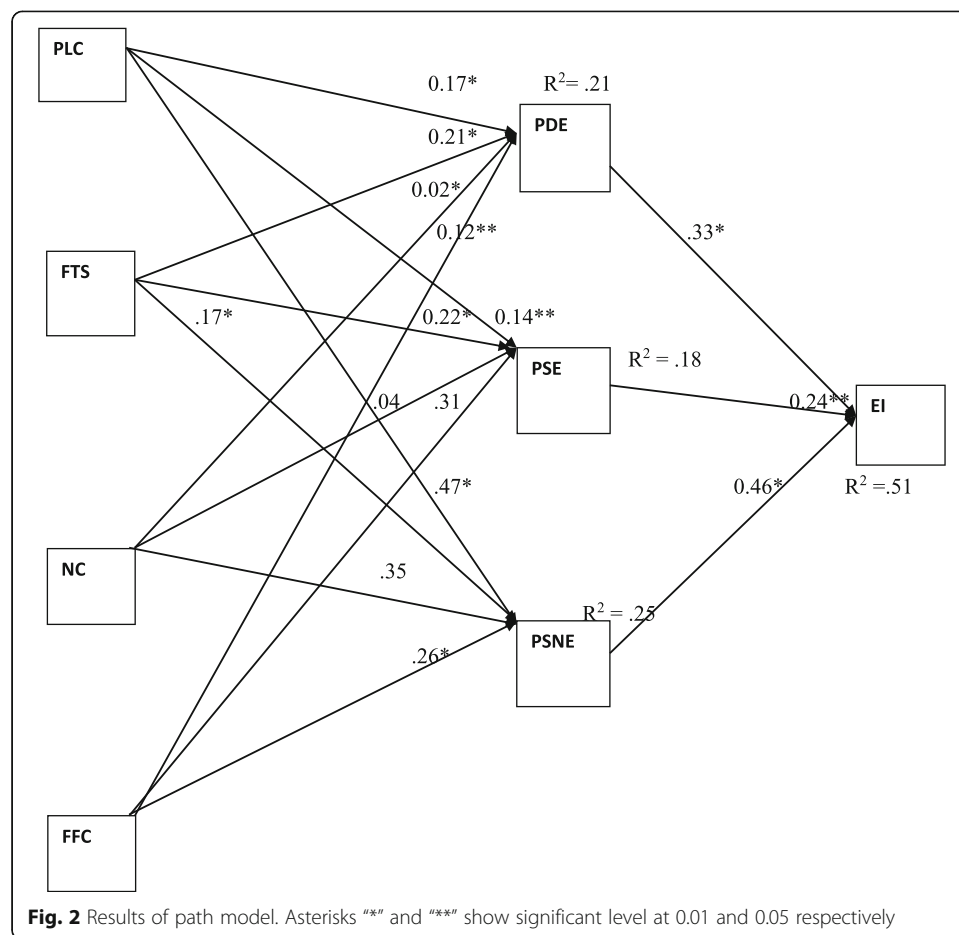 PLC
0.17*
R²= .21
PDE
0.21*
0.02*
0.12**
.33*
FTS
.17*
0.22*
0.14**
PSE
R² = .18
.04
.31
0.24**
EI
.47*
0.46*
R² =.51
NC
.35
R² = .25
PSNE
.26*
FFC
Fig. 2 Results of path model. Asterisks “*” and “**” show significant level at 0.01 and 0.05 respectively